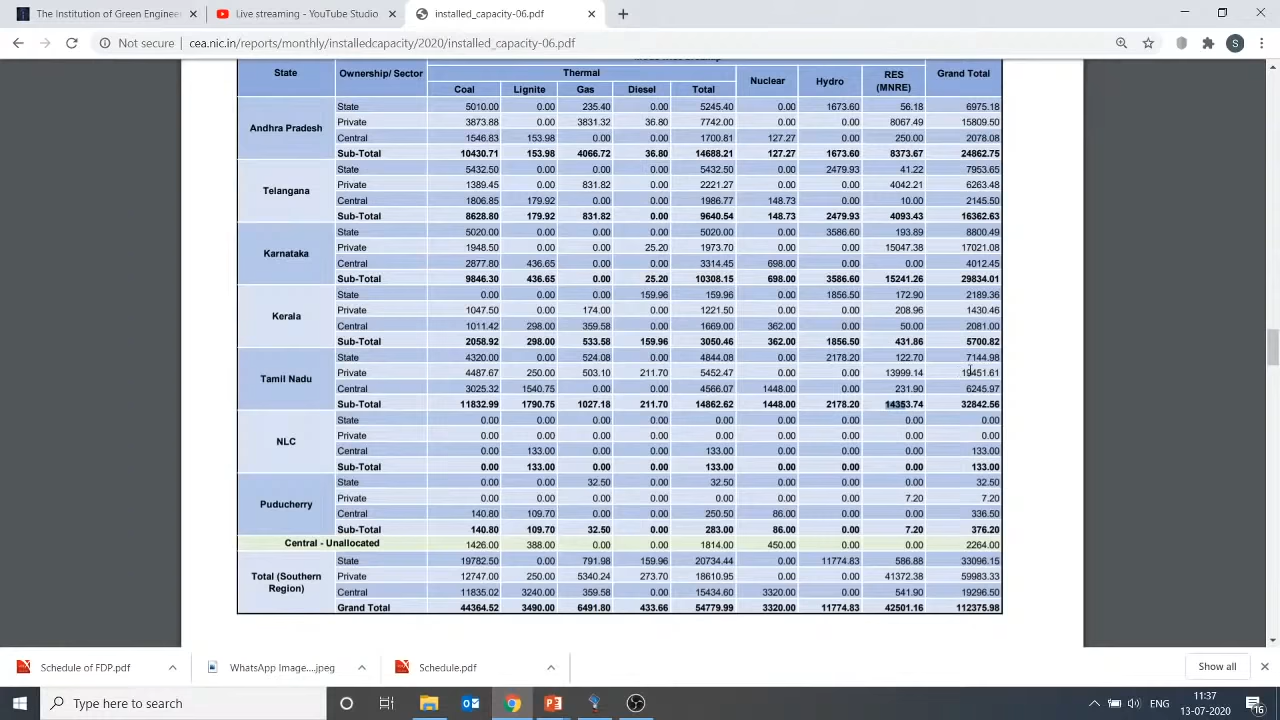 The Institution of Green Engineer
Live streaming - YouTube Studio
installed_capacity-06.pdf
Not secure cea.nic.in/reports/monthly/installedcapacity/2020/installed_capacity-06.pdf
State Ownership/ Sector Thermal Nuclear Hydro RES (MNRE) Grand Total
Coal Lignite Gas Diesel Total
Andhra Pradesh
State 5010.00 0.00 235.40 0.00 5245.40 0.00 1673.60 56.18 6975.18
Private 3873.88 0.00 3831.32 36.80 7742.00 0.00 0.00 8067.49 15809.50
Central 1546.83 153.98 0.00 0.00 1700.81 127.27 0.00 250.00 2078.08
Sub-Total 10430.71 153.98 4066.72 36.80 14688.21 127.27 1673.60 8373.67 24862.75
Telangana
State 5432.50 0.00 0.00 0.00 5432.50 0.00 2479.93 41.22 7953.65
Private 1389.45 0.00 831.82 0.00 2221.27 0.00 0.00 4042.21 6263.48
Central 1806.85 179.92 0.00 0.00 1986.77 148.73 0.00 10.00 2145.50
Sub-Total 8628.80 179.92 831.82 0.00 9640.54 148.73 2479.93 4093.43 16362.63
Karnataka
State 5020.00 0.00 0.00 0.00 5020.00 0.00 3586.60 193.89 8800.49
Private 1948.50 0.00 0.00 25.20 1973.70 0.00 0.00 15047.38 17021.08
Central 2877.80 436.65 0.00 0.00 3314.45 698.00 0.00 0.00 4012.45
Sub-Total 9846.30 436.65 0.00 25.20 10308.15 698.00 3586.60 15241.26 29834.01
Kerala
State 0.00 0.00 0.00 159.96 159.96 0.00 1856.50 172.90 2189.36
Private 1047.50 0.00 174.00 0.00 1221.50 0.00 0.00 208.96 1430.46
Central 1011.42 298.00 359.58 0.00 1669.00 362.00 0.00 50.00 2081.00
Sub-Total 2058.92 298.00 533.58 159.96 3050.46 362.00 1856.50 431.86 5700.82
Tamil Nadu
State 4320.00 0.00 524.08 0.00 4844.08 0.00 2178.20 122.70 7144.98
Private 4487.67 250.00 503.10 211.70 5452.47 0.00 0.00 13999.14 19451.61
Central 3025.32 1540.75 0.00 0.00 4566.07 1448.00 0.00 231.90 6245.97
Sub-Total 11832.99 1790.75 1027.18 211.70 14862.62 1448.00 2178.20 14353.74 32842.56
NLC
State 0.00 0.00 0.00 0.00 0.00 0.00 0.00 0.00 0.00
Private 0.00 0.00 0.00 0.00 0.00 0.00 0.00 0.00 0.00
Central 0.00 133.00 0.00 0.00 133.00 0.00 0.00 0.00 133.00
Sub-Total 0.00 133.00 0.00 0.00 133.00 0.00 0.00 0.00 133.00
Puducherry
State 0.00 0.00 32.50 0.00 32.50 0.00 0.00 0.00 32.50
Private 0.00 0.00 0.00 0.00 0.00 0.00 0.00 7.20 7.20
Central 140.80 109.70 0.00 0.00 250.50 86.00 0.00 0.00 336.50
Sub-Total 140.80 109.70 32.50 0.00 283.00 86.00 0.00 7.20 376.20
Central - Unallocated 1426.00 388.00 0.00 0.00 1814.00 450.00 0.00 0.00 2264.00
Total (Southern Region)
State 19782.50 0.00 791.98 159.96 20734.44 0.00 11774.83 586.88 33096.15
Private 12747.00 250.00 5340.24 273.70 18610.95 0.00 0.00 41372.38 59983.33
Central 11835.02 3240.00 359.58 0.00 15434.60 3320.00 0.00 541.90 19296.50
Grand Total 44364.52 3490.00 6491.80 433.66 54779.99 3320.00 11774.83 42501.16 112375.98
Schedule of FDP.pdf
WhatsApp Image....jpeg
Schedule.pdf
Show all
Type here to search
ENG
11:37
13-07-2020
16